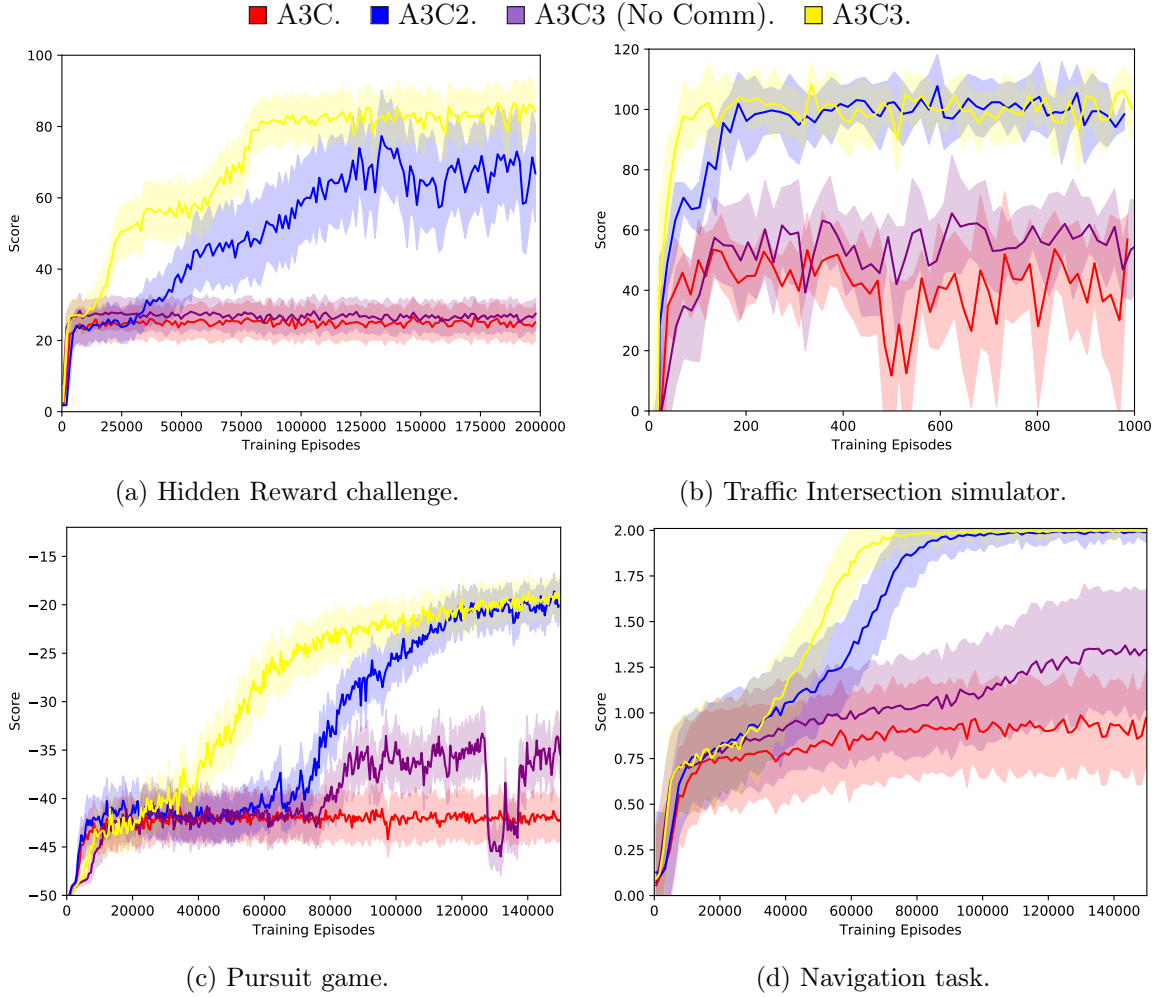 A3C. A3C2. A3C3 (No Comm). A3C3.
100
80
60
40
20
0
Score
0 25000 50000 75000 100000 125000 150000 175000 200000
Training Episodes
(a) Hidden Reward challenge.
120
100
80
60
40
20
0
Score
0 200 400 600 800 1000
Training Episodes
(b) Traffic Intersection simulator.
−15
−20
−25
−30
−35
−40
−45
−50
Score
0 20000 40000 60000 80000 100000 120000 140000
Training Episodes
(c) Pursuit game.
2.00
1.75
1.50
1.25
1.00
0.75
0.50
0.25
0.00
Score
0 20000 40000 60000 80000 100000 120000 140000
Training Episodes
(d) Navigation task.